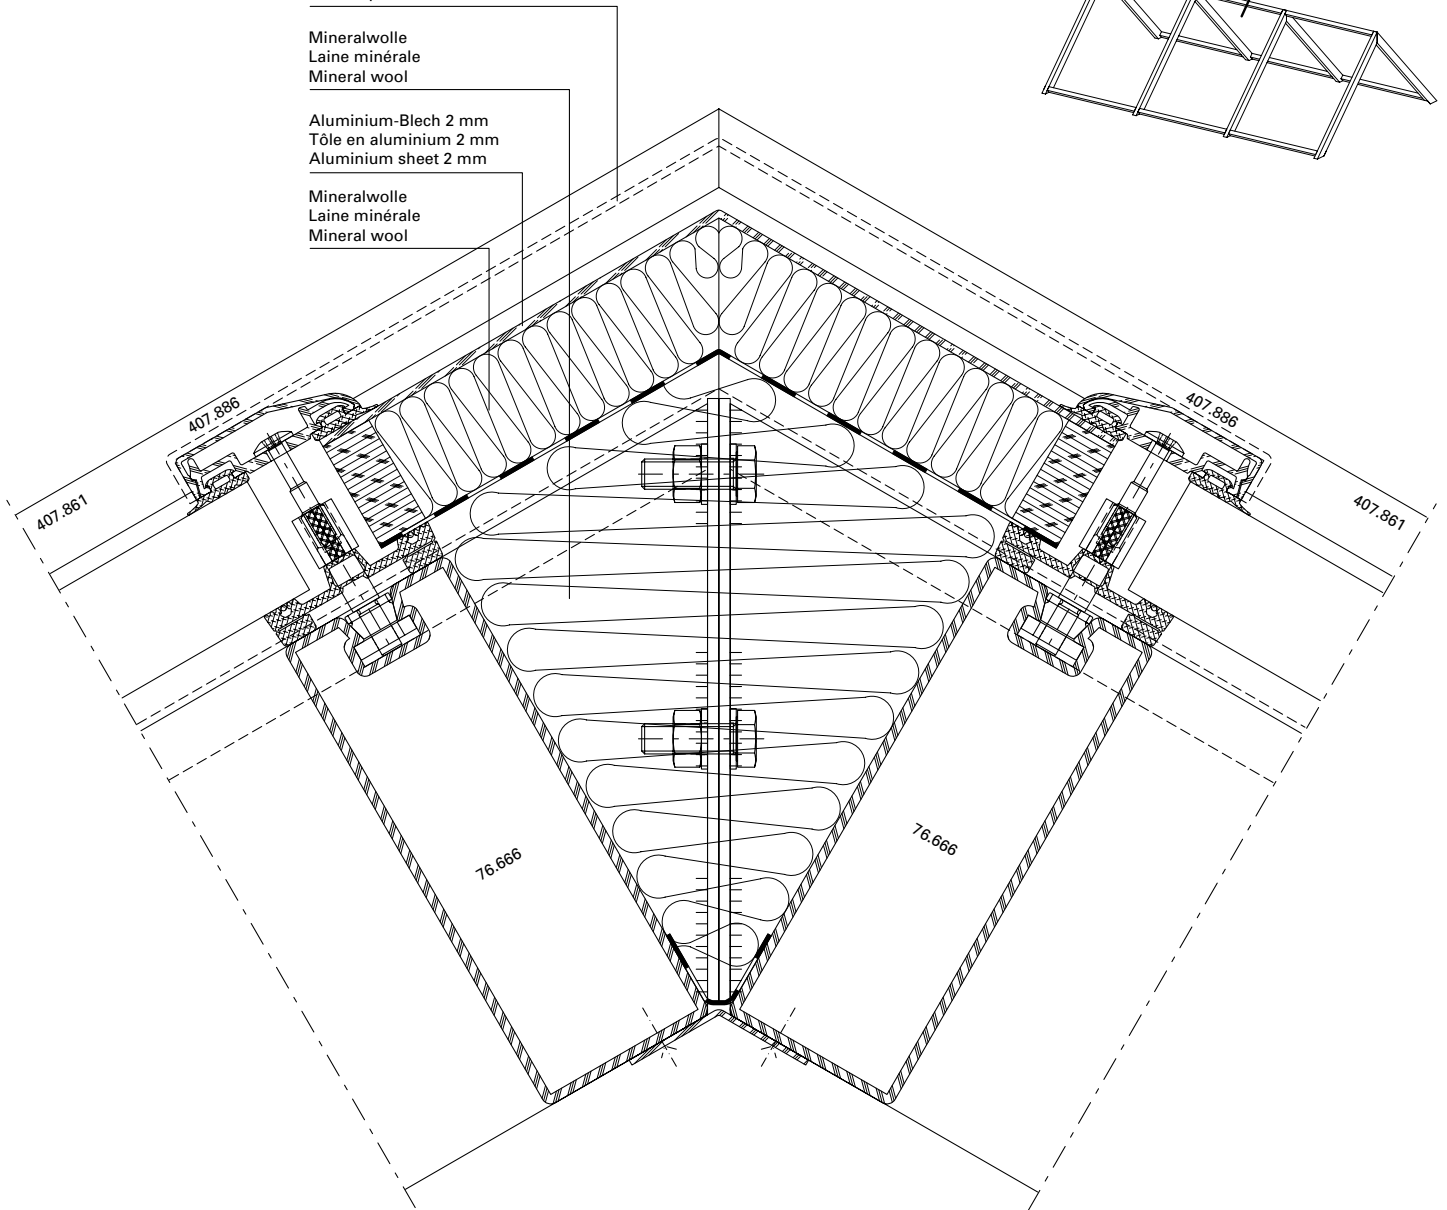 Mineralwolle
Laine minérale
Mineral wool
Aluminium-Blech 2 mm
Tôle en aluminium 2 mm
Aluminium sheet 2 mm
Mineralwolle
Laine minérale
Mineral wool
407.886
407.886
407.861
407.861
76.666
76.666